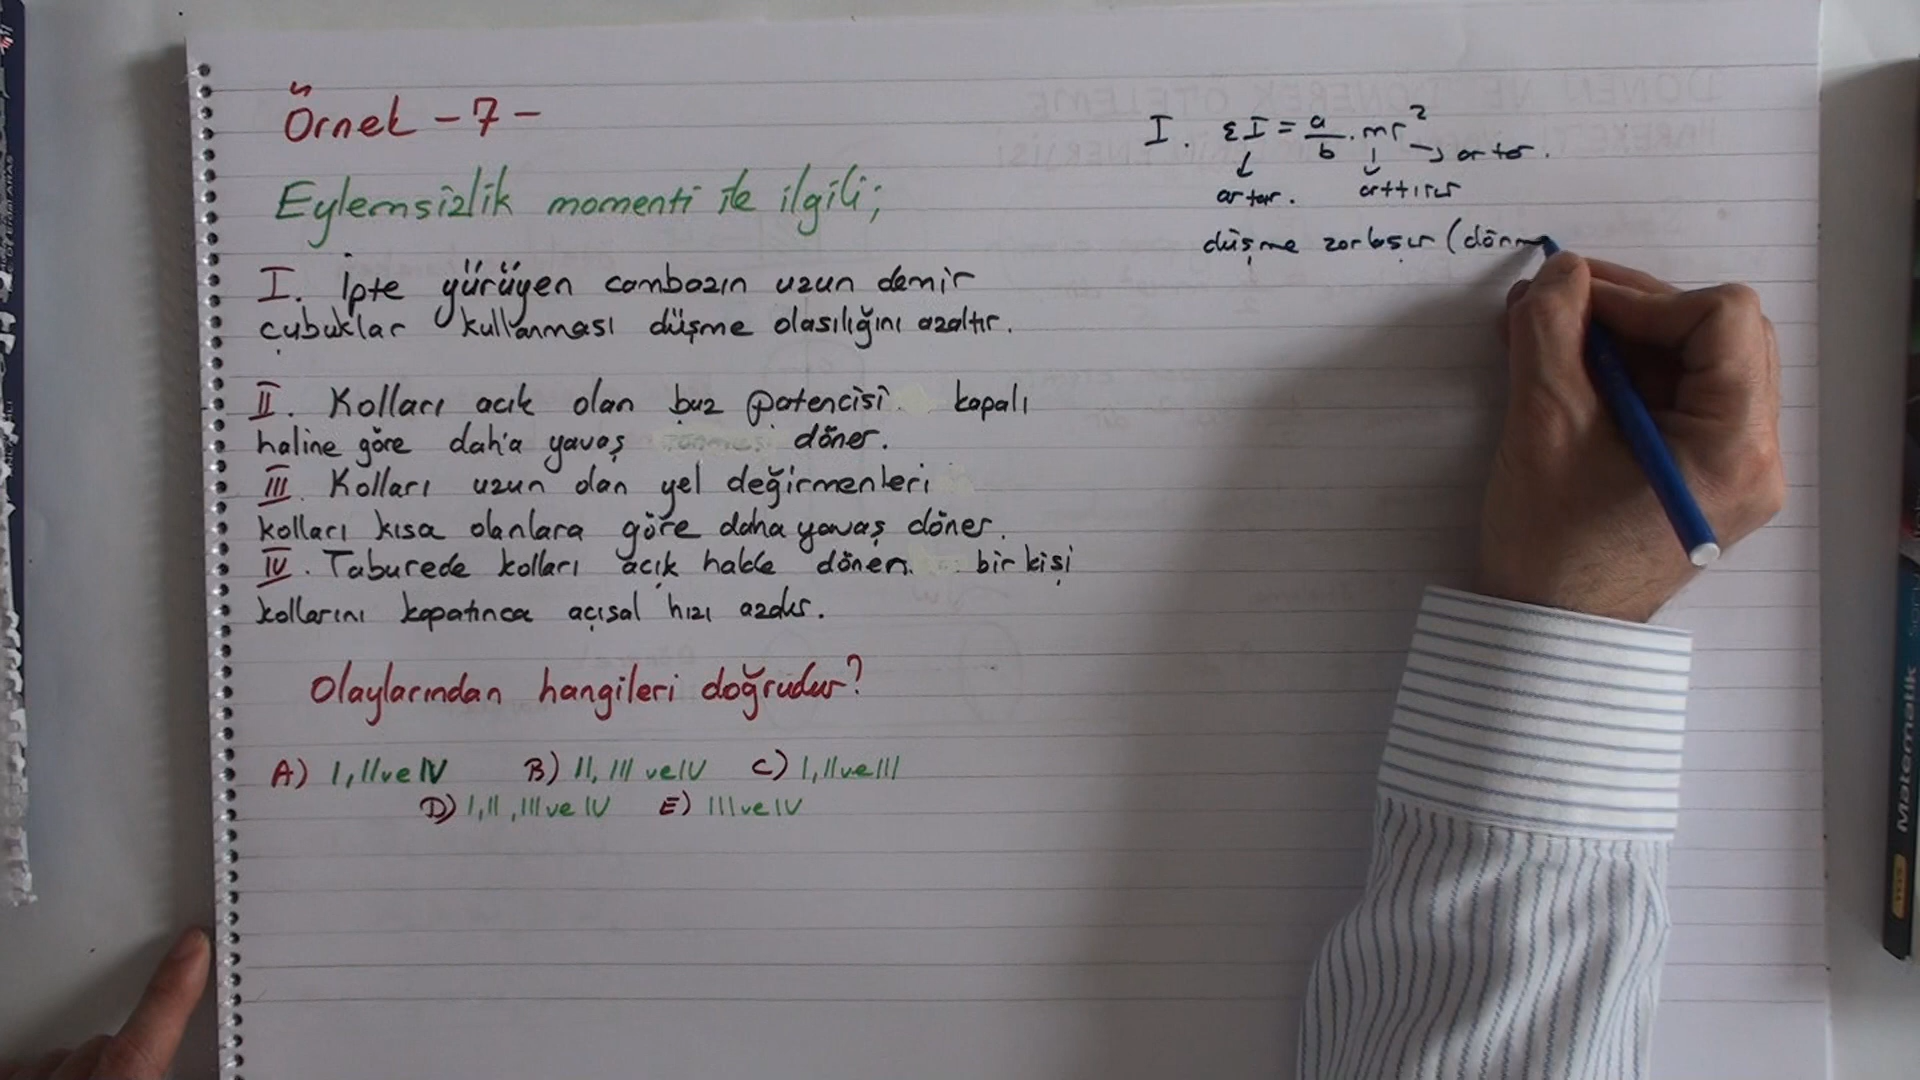 Örnek - 7 -
Eylemsizlik momenti ile ilgili;
I. İpte yürüyen cambazın uzun demir
çubuklar kullanması düşme olasılığını azaltır.
II. Kolları açık olan buz patencisi kapalı
haline göre daha yavaş döner.
III. Kolları uzun olan yel değirmenleri
kolları kısa olanlara göre daha yavaş döner.
IV. Taburede kolları açık halde dönen bir kişi
kollarını kapatınca açısal hızı azalır.
Olaylarından hangileri doğrudur?
A) I, II ve IV B) II, III ve IV C) I, II ve III
D) I, II, III ve IV E) III ve IV
I. ΣI = a/b . mr² → artar.
artar. arttırır
düşme zorlaşır (dönm
Matematik